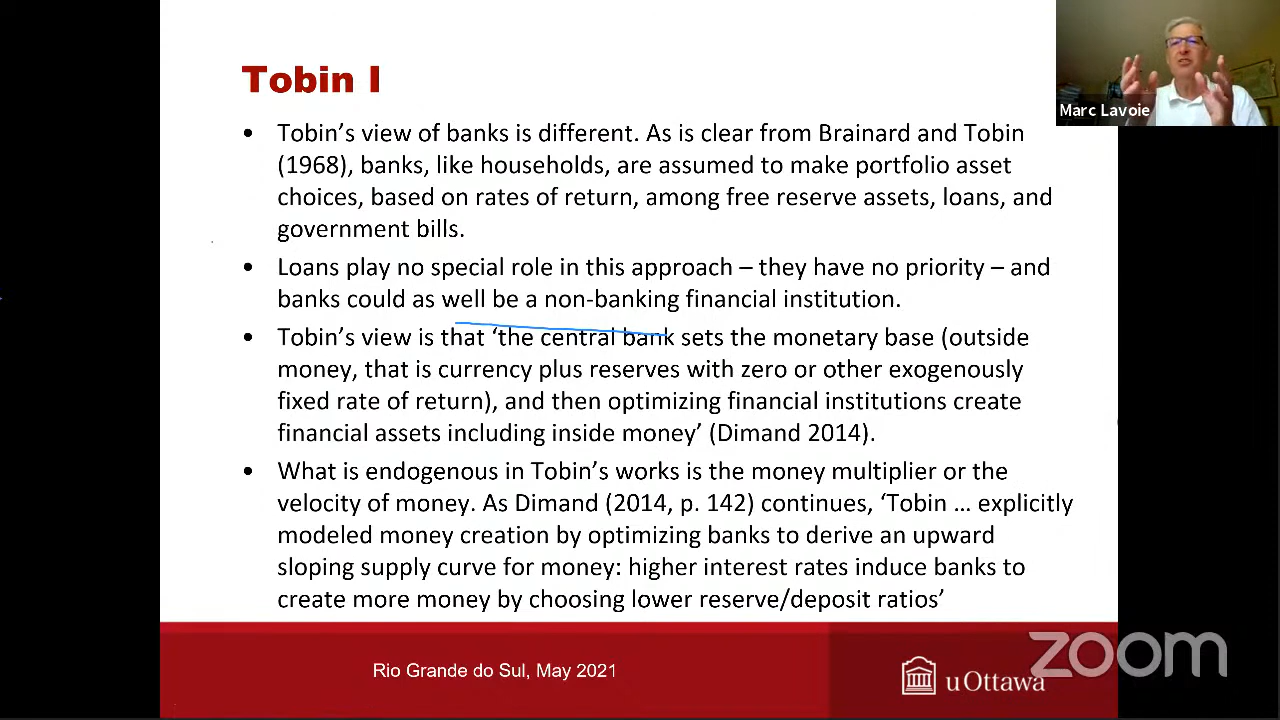 Tobin I
Marc Lavoie
• Tobin’s view of banks is different. As is clear from Brainard and Tobin
(1968), banks, like households, are assumed to make portfolio asset
choices, based on rates of return, among free reserve assets, loans, and
government bills.
• Loans play no special role in this approach – they have no priority – and
banks could as well be a non-banking financial institution.
• Tobin’s view is that ‘the central bank sets the monetary base (outside
money, that is currency plus reserves with zero or other exogenously
fixed rate of return), and then optimizing financial institutions create
financial assets including inside money’ (Dimand 2014).
• What is endogenous in Tobin’s works is the money multiplier or the
velocity of money. As Dimand (2014, p. 142) continues, ‘Tobin … explicitly
modeled money creation by optimizing banks to derive an upward
sloping supply curve for money: higher interest rates induce banks to
create more money by choosing lower reserve/deposit ratios’
Rio Grande do Sul, May 2021
uOttawa
zoom